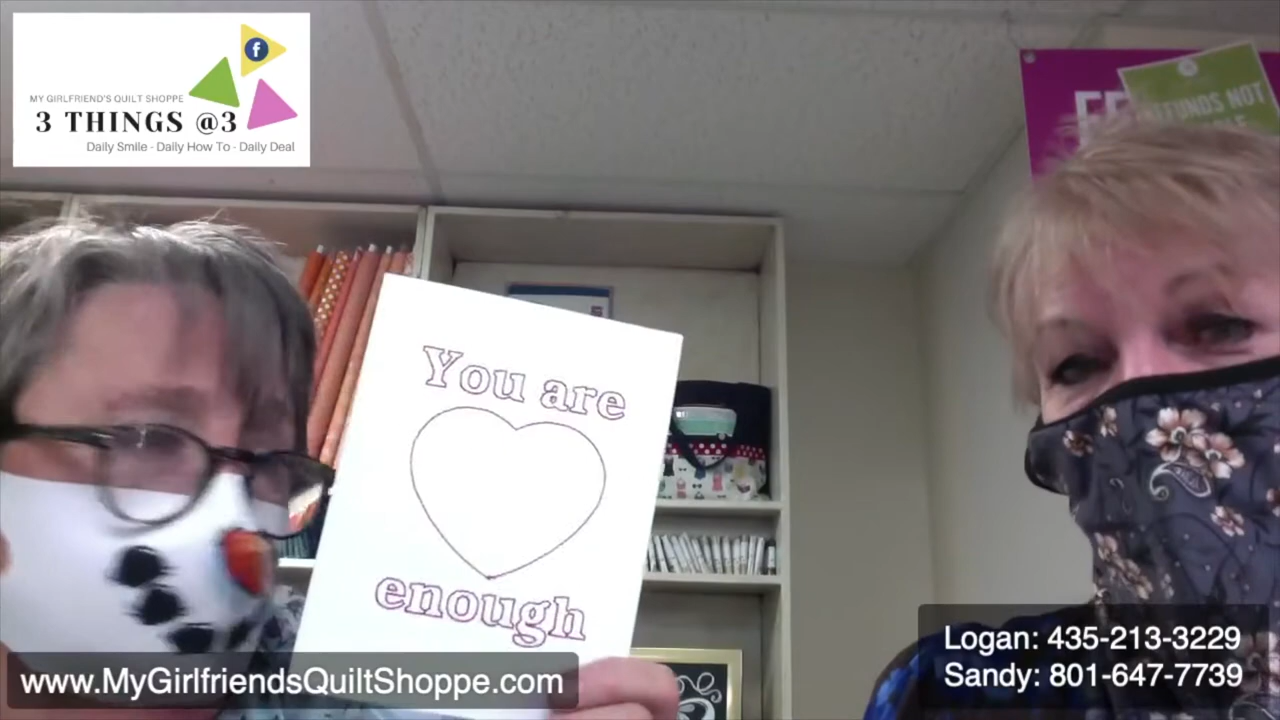 MY GIRLFRIEND'S QUILT SHOPPE
3 THINGS @3
Daily Smile - Daily How To - Daily Deal
You are
enough
www.MyGirlfriendsQuiltShoppe.com
Logan: 435-213-3229
Sandy: 801-647-7739